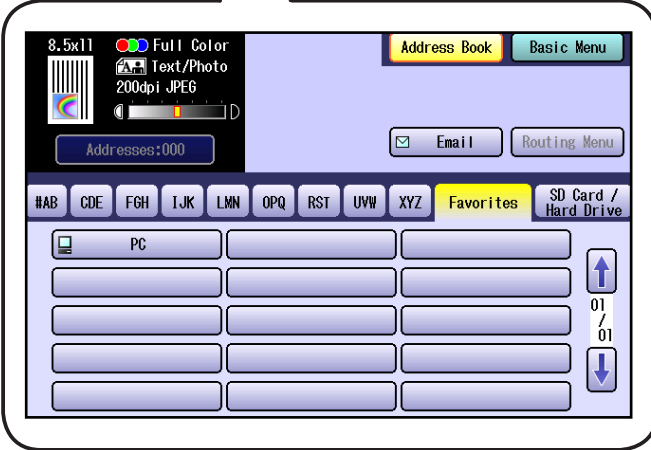 8.5x11 Full Color
A Text/Photo
200dpi JPEG
Addresses:000
Address Book Basic Menu
Email Routing Menu
#AB CDE FGH IJK LMN OPQ RST UVW XYZ Favorites SD Card /
Hard Drive
PC
01
/
01